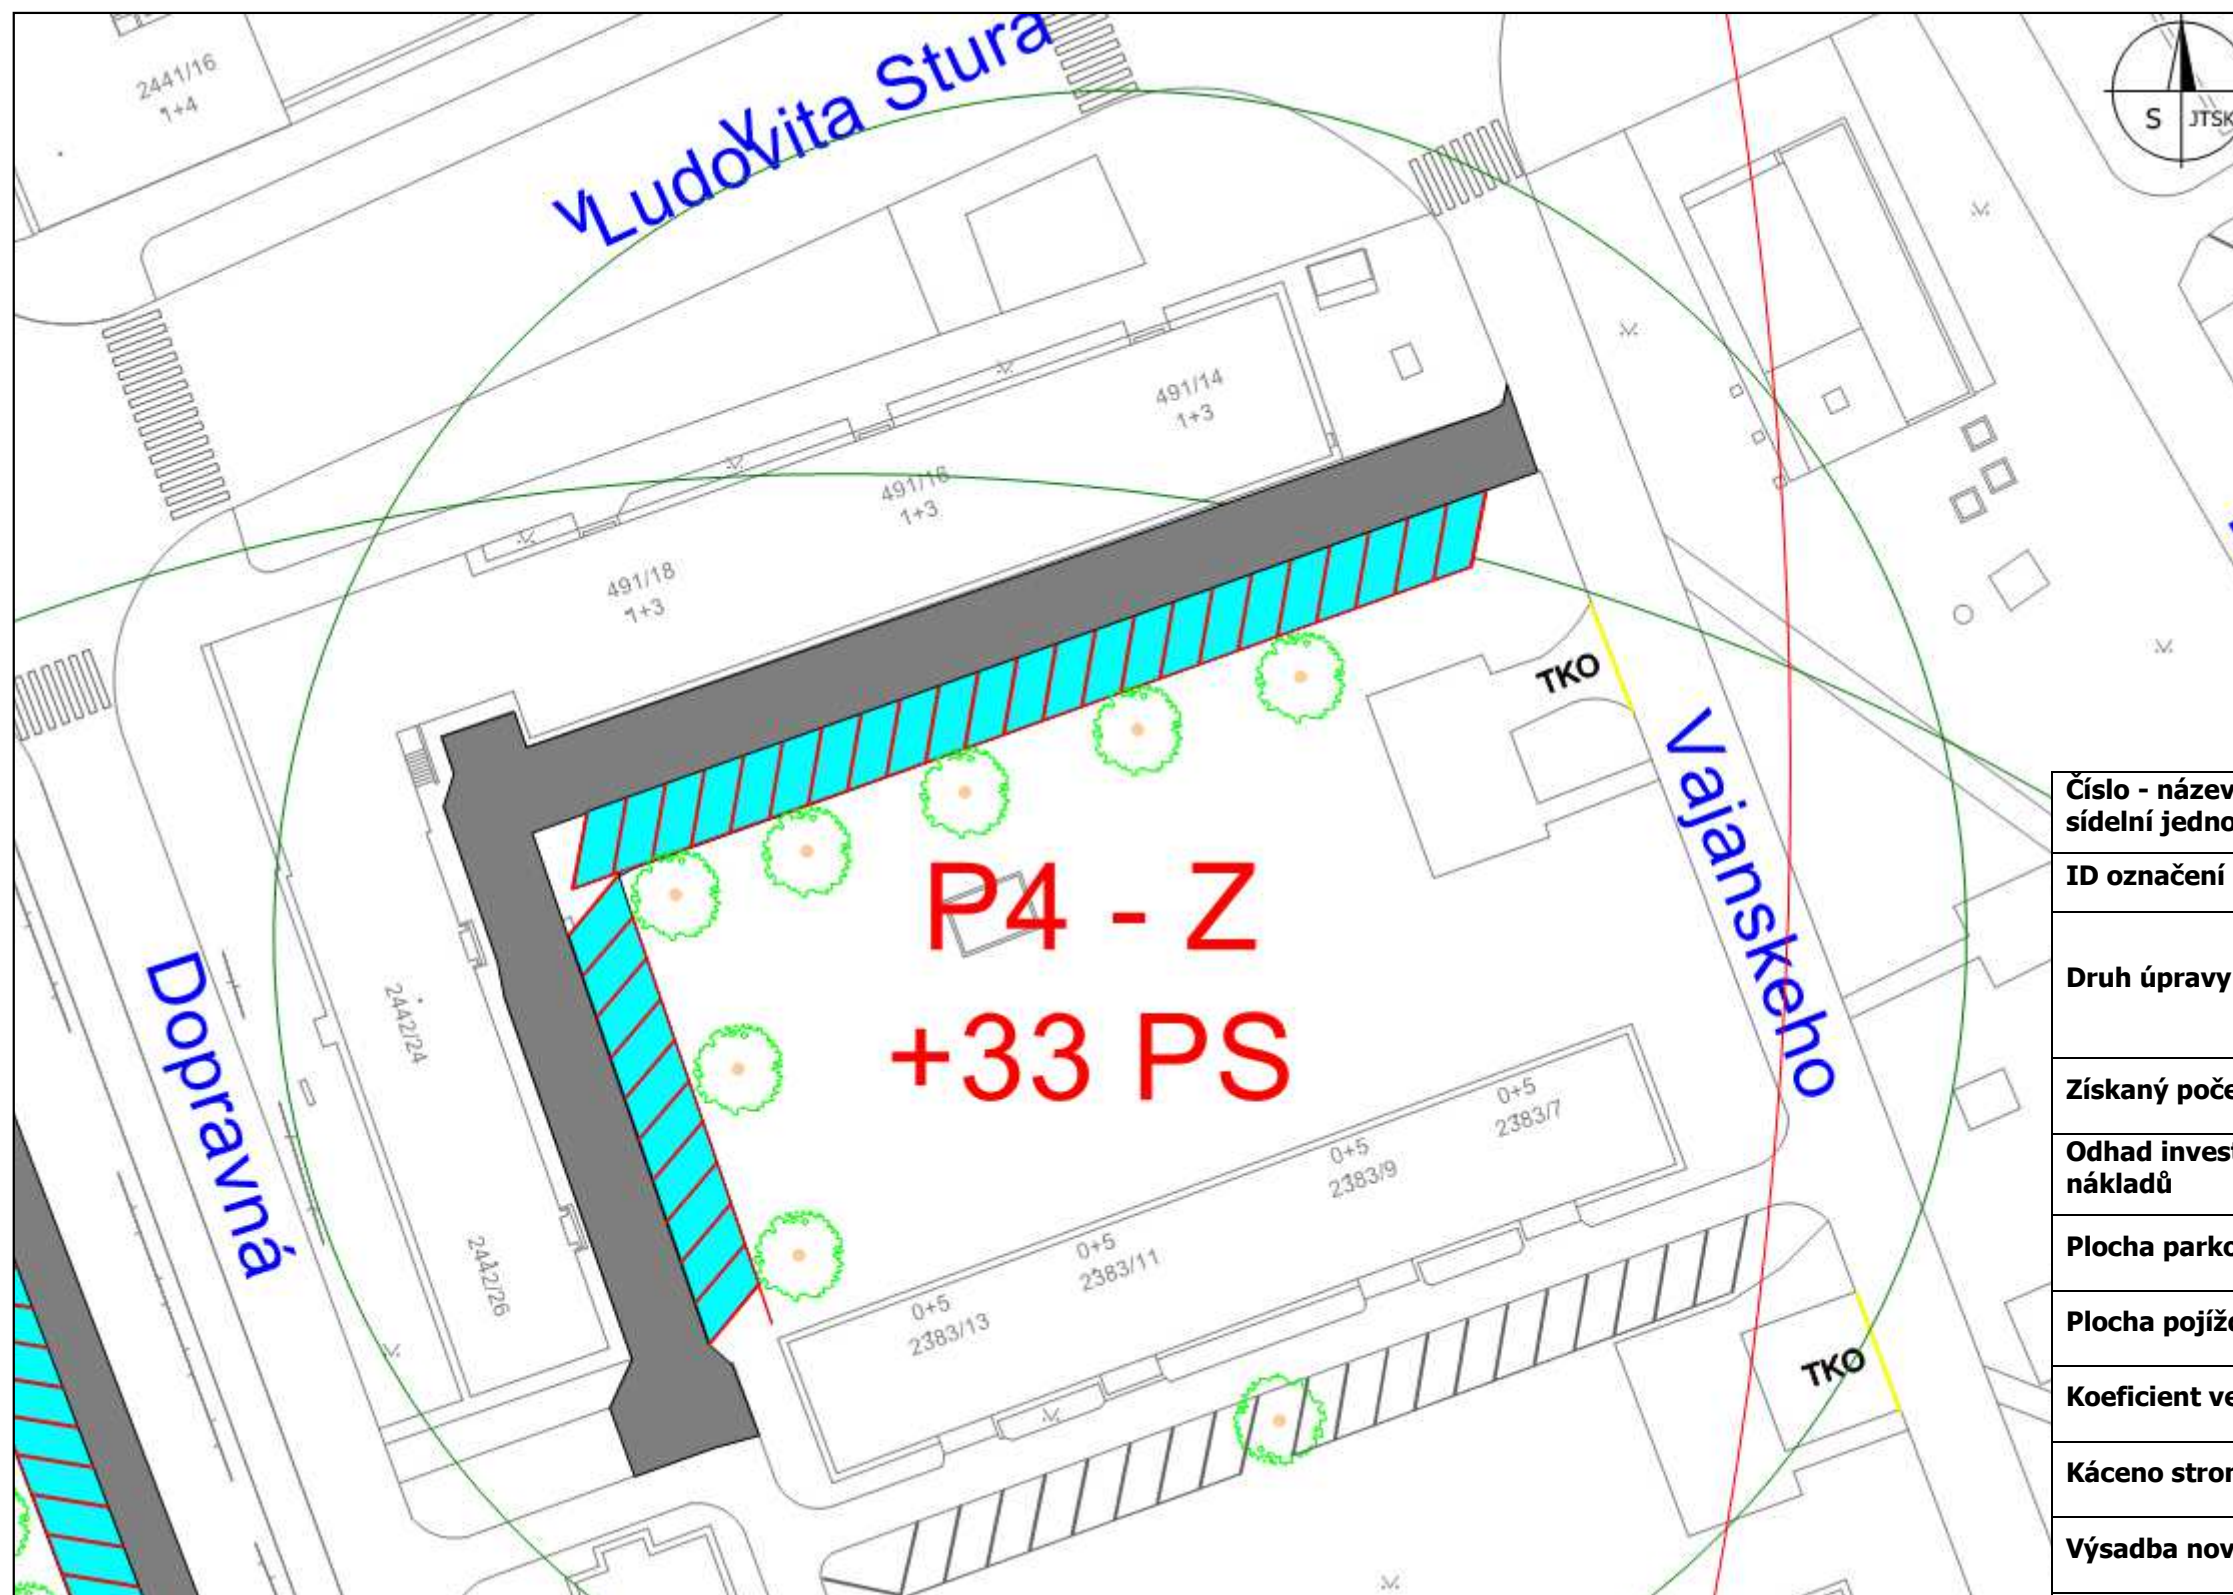 2441/16
1+4
Ludovita Stura
S JTSK
491/14
1+3
491/16
1+3
491/18
1+3
TKO
Vajanskeho
P4 - Z
+33 PS
Dopravná
2442/24
2442/26
0+5
2383/7
0+5
2383/9
0+5
2383/11
0+5
2383/13
TKO
Číslo - název
sídelní jedno
ID označení
Druh úpravy
Získaný poče
Odhad invest
nákladů
Plocha parko
Plocha pojížd
Koeficient ve
Káceno stron
Výsadba nov